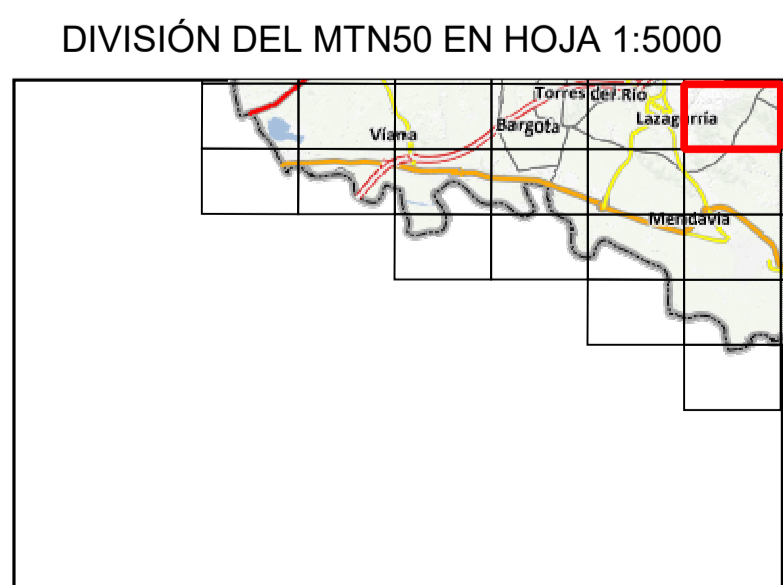 DIVISIÓN DEL MTN50 EN HOJA 1:5000
Torres del Río
Lazagurría
Bargota
Viana
Mendavia